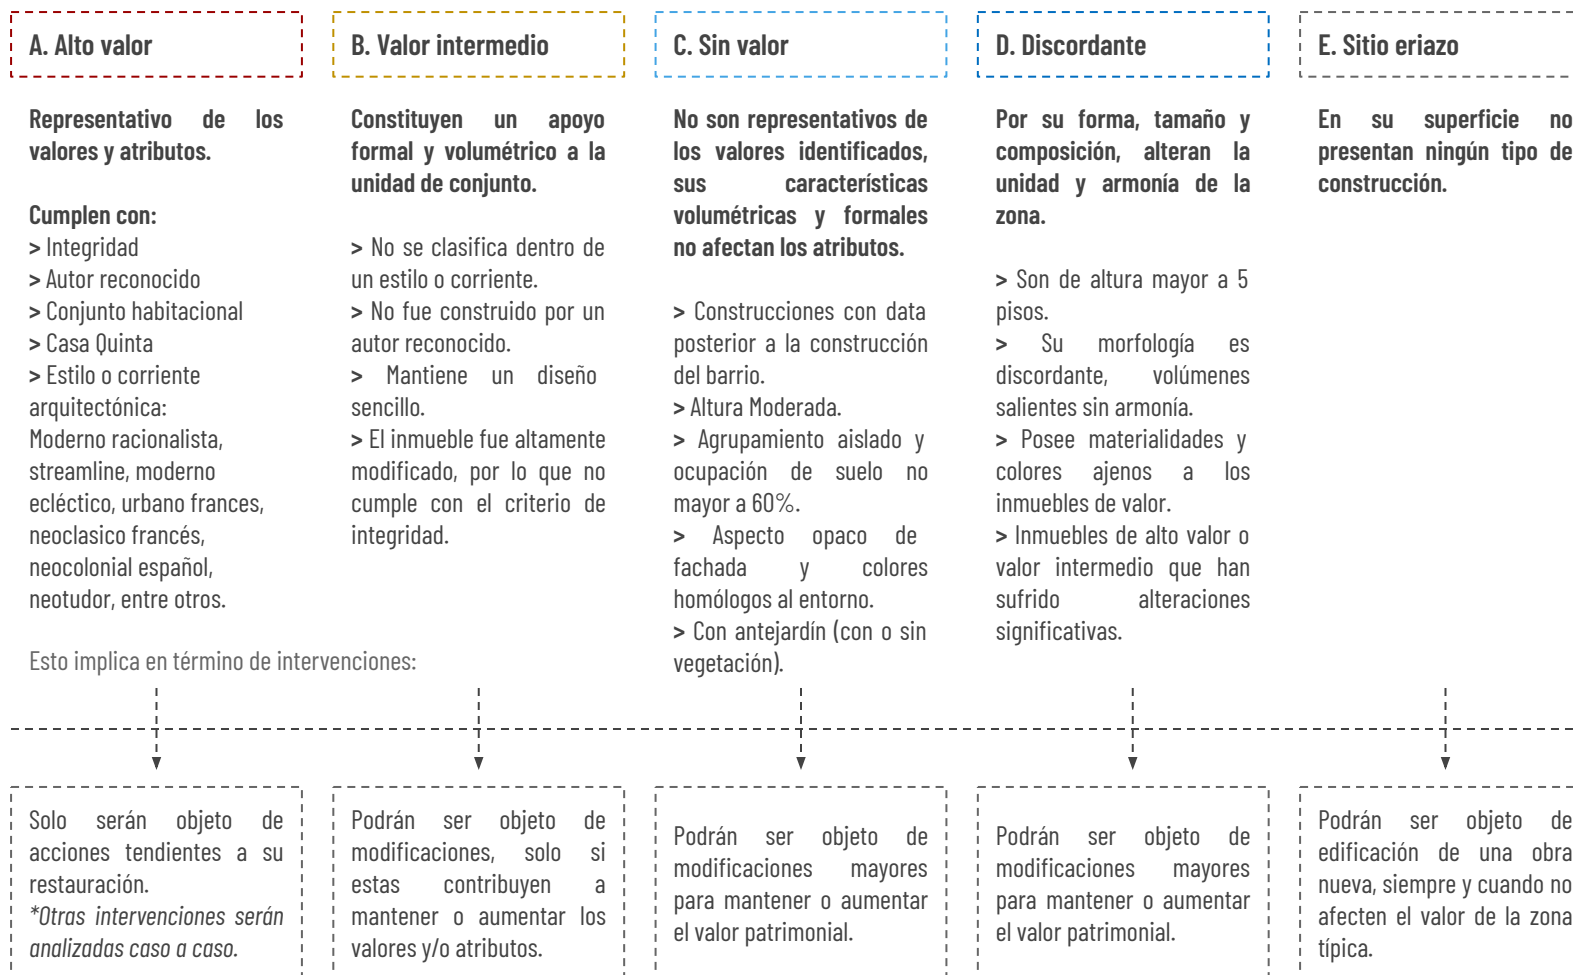 A. Alto valor
Representativo de los
valores y atributos.
Cumplen con:
> Integridad
> Autor reconocido
> Conjunto habitacional
> Casa Quinta
> Estilo o corriente
arquitectónica:
Moderno racionalista,
streamline, moderno
ecléctico, urbano frances,
neoclasico francés,
neocolonial español,
neotudor, entre otros.
B. Valor intermedio
Constituyen un apoyo
formal y volumétrico a la
unidad de conjunto.
> No se clasifica dentro de
un estilo o corriente.
> No fue construido por un
autor reconocido.
> Mantiene un diseño
sencillo.
> El inmueble fue altamente
modificado, por lo que no
cumple con el criterio de
integridad.
C. Sin valor
No son representativos de
los valores identificados,
sus características
volumétricas y formales
no afectan los atributos.
> Construcciones con data
posterior a la construcción
del barrio.
> Altura Moderada.
> Agrupamiento aislado y
ocupación de suelo no
mayor a 60%.
> Aspecto opaco de
fachada y colores
homólogos al entorno.
> Con antejardín (con o sin
vegetación).
D. Discordante
Por su forma, tamaño y
composición, alteran la
unidad y armonía de la
zona.
> Son de altura mayor a 5
pisos.
> Su morfología es
discordante, volúmenes
salientes sin armonía.
> Posee materialidades y
colores ajenos a los
inmuebles de valor.
> Inmuebles de alto valor o
valor intermedio que han
sufrido alteraciones
significativas.
E. Sitio eriazo
En su superficie no
presentan ningún tipo de
construcción.
Esto implica en término de intervenciones:
Solo serán objeto de
acciones tendientes a su
restauración.
*Otras intervenciones serán
analizadas caso a caso.
Podrán ser objeto de
modificaciones, solo si
estas contribuyen a
mantener o aumentar los
valores y/o atributos.
Podrán ser objeto de
modificaciones mayores
para mantener o aumentar
el valor patrimonial.
Podrán ser objeto de
modificaciones mayores
para mantener o aumentar
el valor patrimonial.
Podrán ser objeto de
edificación de una obra
nueva, siempre y cuando no
afecten el valor de la zona
típica.